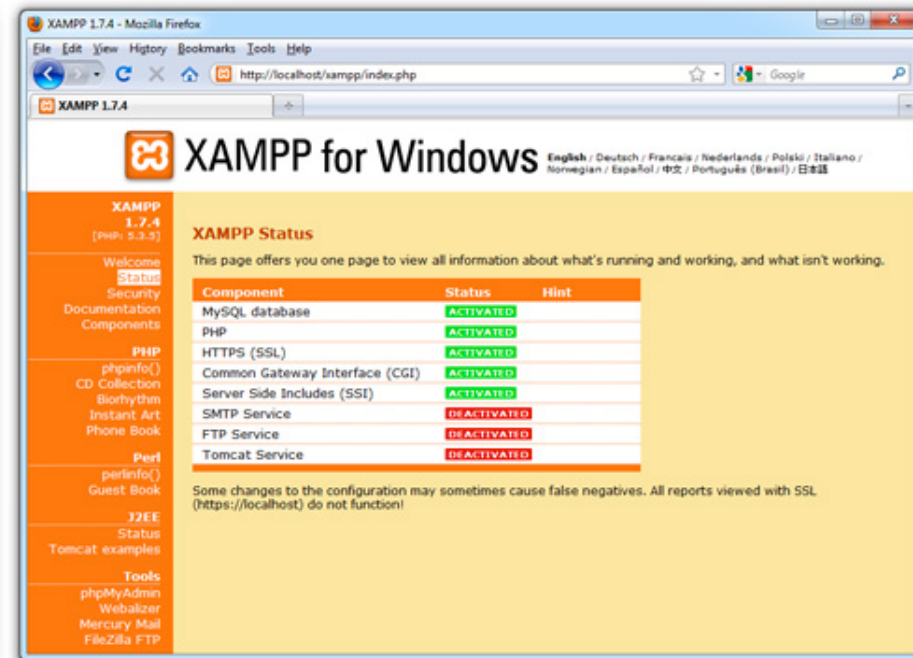 XAMPP 1.7.4 - Mozilla Firefox
File Edit View History Bookmarks Tools Help
http://localhost/xampp/index.php
Google
XAMPP 1.7.4
XAMPP for Windows
English / Deutsch / Francais / Nederlands / Polski / Italiano /
Norwegian / Español / 中文 / Português (Brasil) / 日本語
XAMPP
1.7.4
[PHP: 5.3.5]
Welcome
Status
Security
Documentation
Components
PHP
phpinfo()
CD Collection
Biorhythm
Instant Art
Phone Book
Perl
perlinfo()
Guest Book
J2EE
Status
Tomcat examples
Tools
phpMyAdmin
Webalizer
Mercury Mail
FileZilla FTP
XAMPP Status
This page offers you one page to view all information about what's running and working, and what isn't working.
Component Status Hint
MySQL database ACTIVATED
PHP ACTIVATED
HTTPS (SSL) ACTIVATED
Common Gateway Interface (CGI) ACTIVATED
Server Side Includes (SSI) ACTIVATED
SMTP Service DEACTIVATED
FTP Service DEACTIVATED
Tomcat Service DEACTIVATED
Some changes to the configuration may sometimes cause false negatives. All reports viewed with SSL
(https://localhost) do not function!